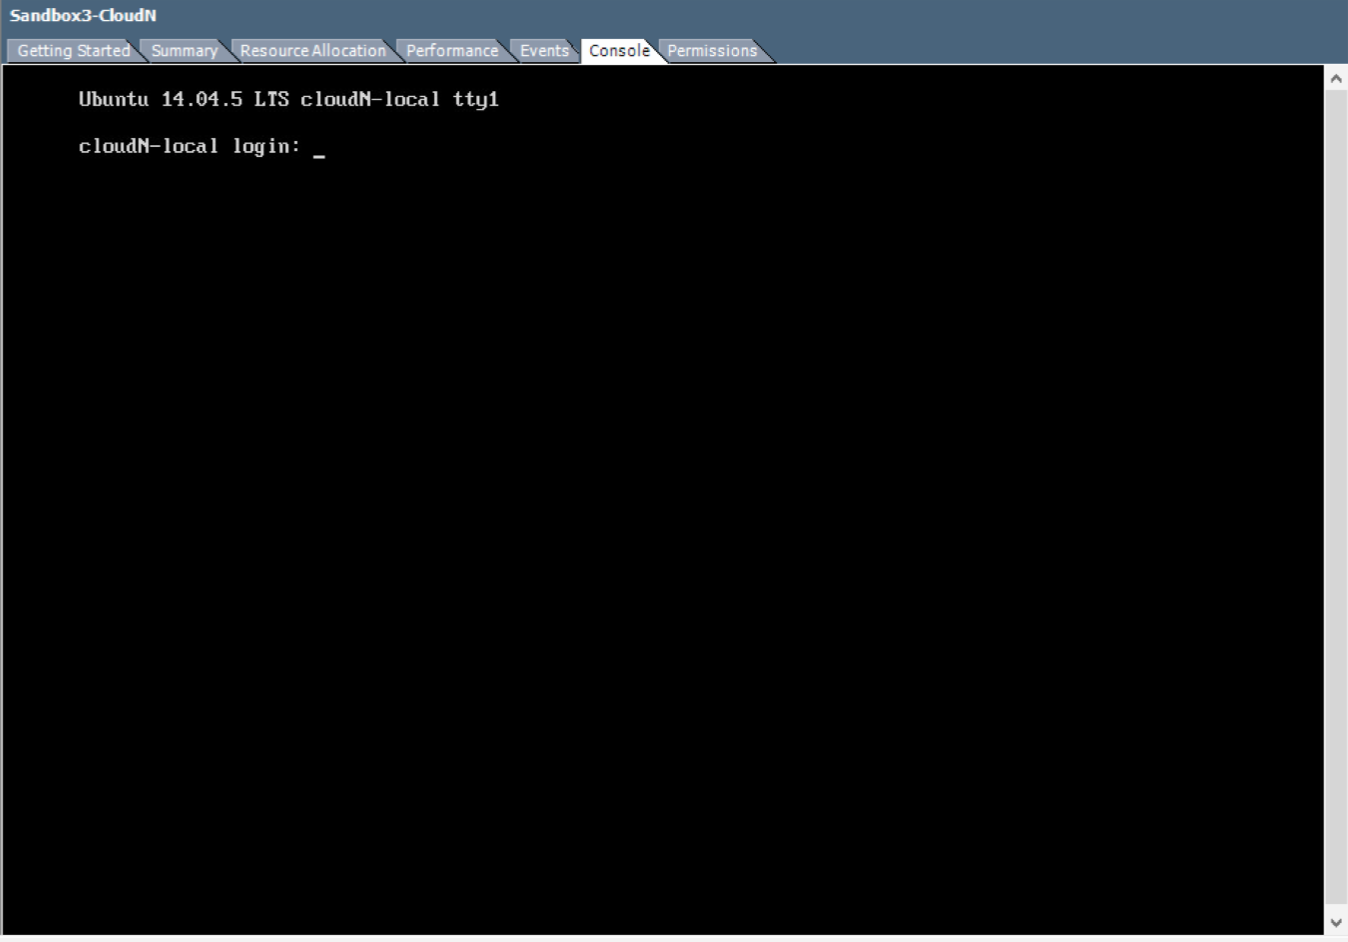 Sandbox3-CloudN
Getting Started Summary Resource Allocation Performance Events Console Permissions
Ubuntu 14.04.5 LTS cloudN-local tty1
cloudN-local login: _